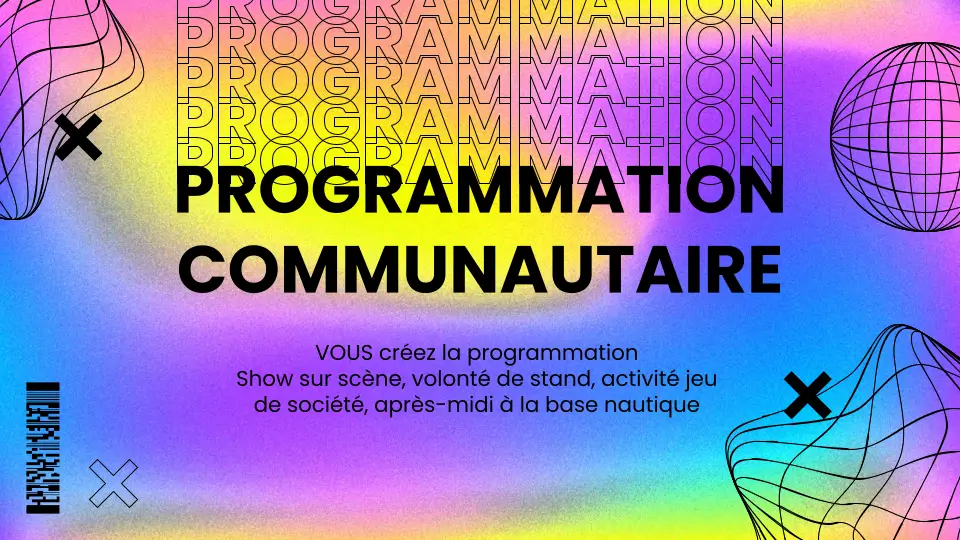 PROGRAMMATION
PROGRAMMATION
PROGRAMMATION
PROGRAMMATION
PROGRAMMATION
PROGRAMMATION
COMMUNAUTAIRE
VOUS créez la programmation
Show sur scène, volonté de stand, activité jeu
de société, après-midi à la base nautique